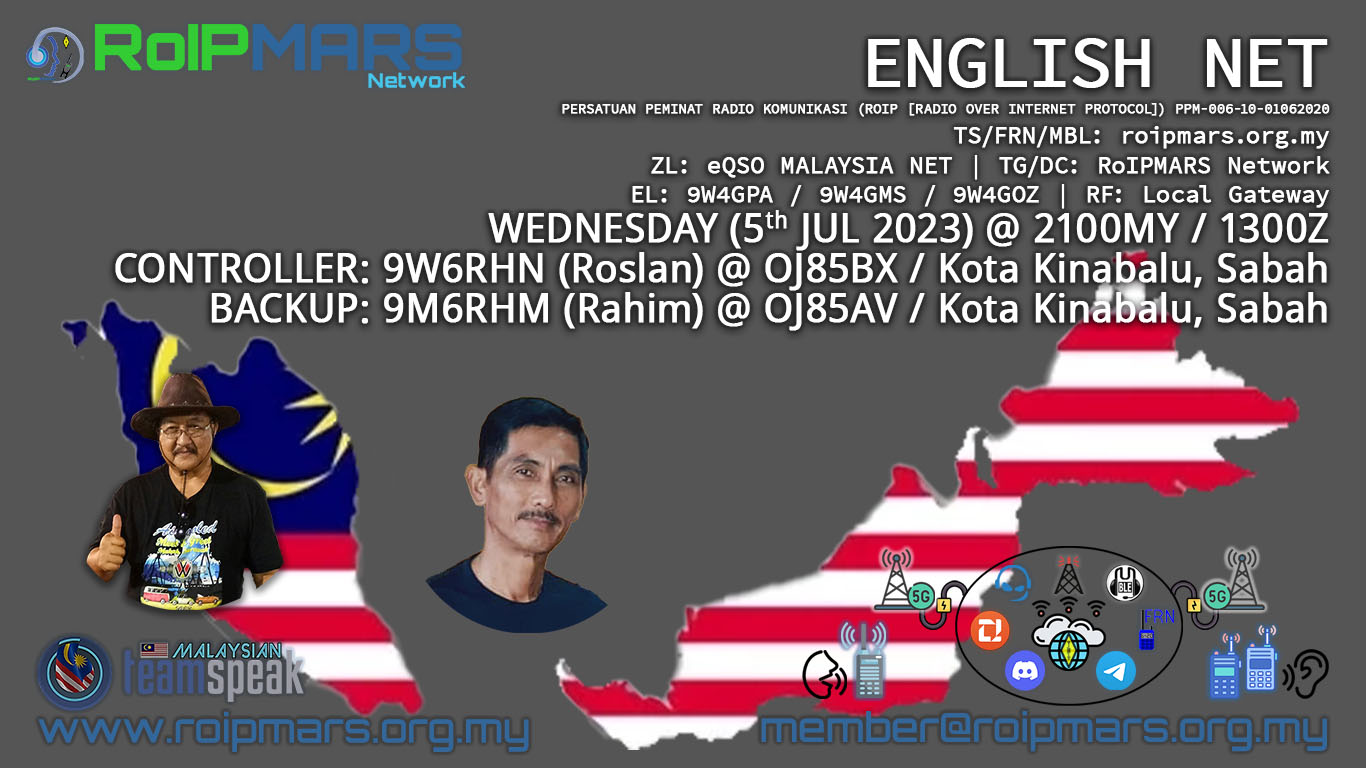 RoIPMARS
Network
ENGLISH NET
PERSATUAN PEMINAT RADIO KOMUNIKASI (ROIP [RADIO OVER INTERNET PROTOCOL]) PPM-006-10-01062020
TS/FRN/MBL: roipmars.org.my
ZL: eQSO MALAYSIA NET | TG/DC: RoIPMARS Network
EL: 9W4GPA / 9W4GMS / 9W4GOZ | RF: Local Gateway
WEDNESDAY (5th JUL 2023) @ 2100MY / 1300Z
CONTROLLER: 9W6RHN (Roslan) @ OJ85BX / Kota Kinabalu, Sabah
BACKUP: 9M6RHM (Rahim) @ OJ85AV / Kota Kinabalu, Sabah
5G
5G
BLE
FRN
MALAYSIAN
teamspeak
www.roipmars.org.my
member@roipmars.org.my